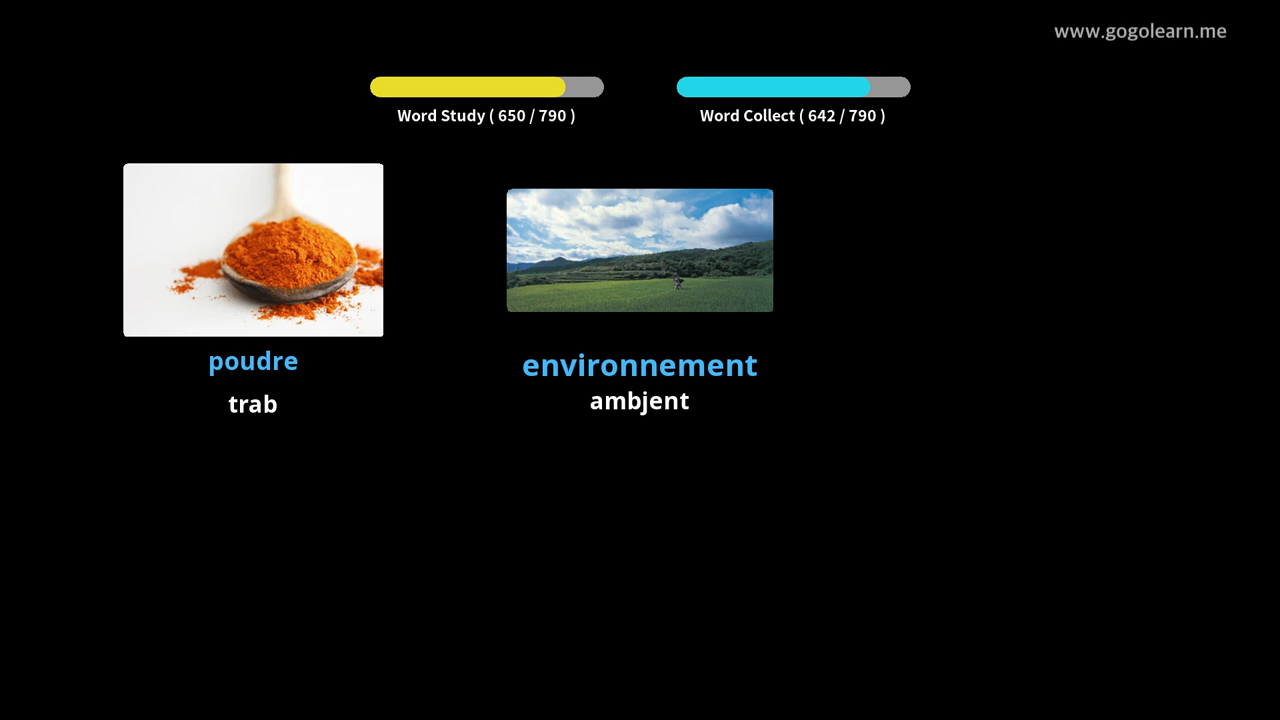 www.gogolearn.me
Word Study ( 650 / 790 )
Word Collect ( 642 / 790 )
poudre
trab
environnement
ambjent